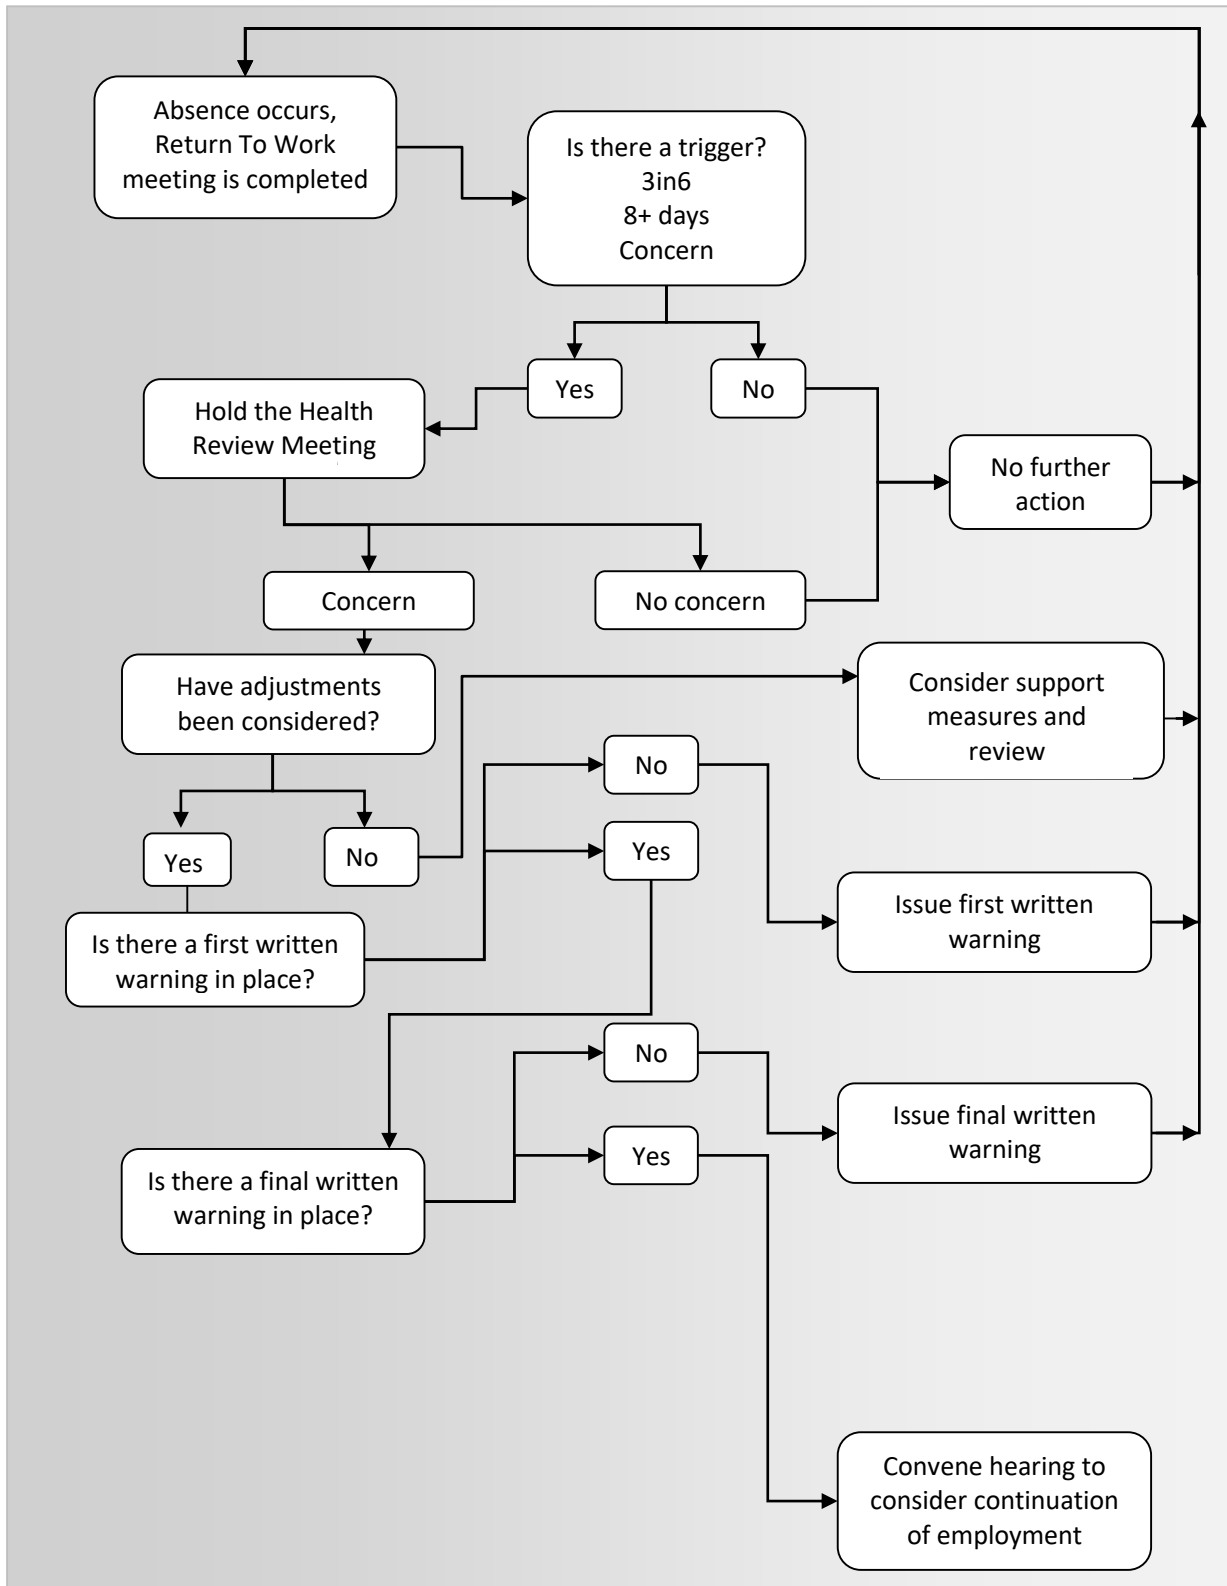 Absence occurs,
Return To Work
meeting is completed
Is there a trigger?
3in6
8+ days
Concern
Yes
No
Hold the Health
Review Meeting
No further
action
Concern
No concern
Have adjustments
been considered?
Consider support
measures and
review
No
Yes
Yes
No
Issue first written
warning
Is there a first written
warning in place?
No
Issue final written
warning
Yes
Is there a final written
warning in place?
Convene hearing to
consider continuation
of employment